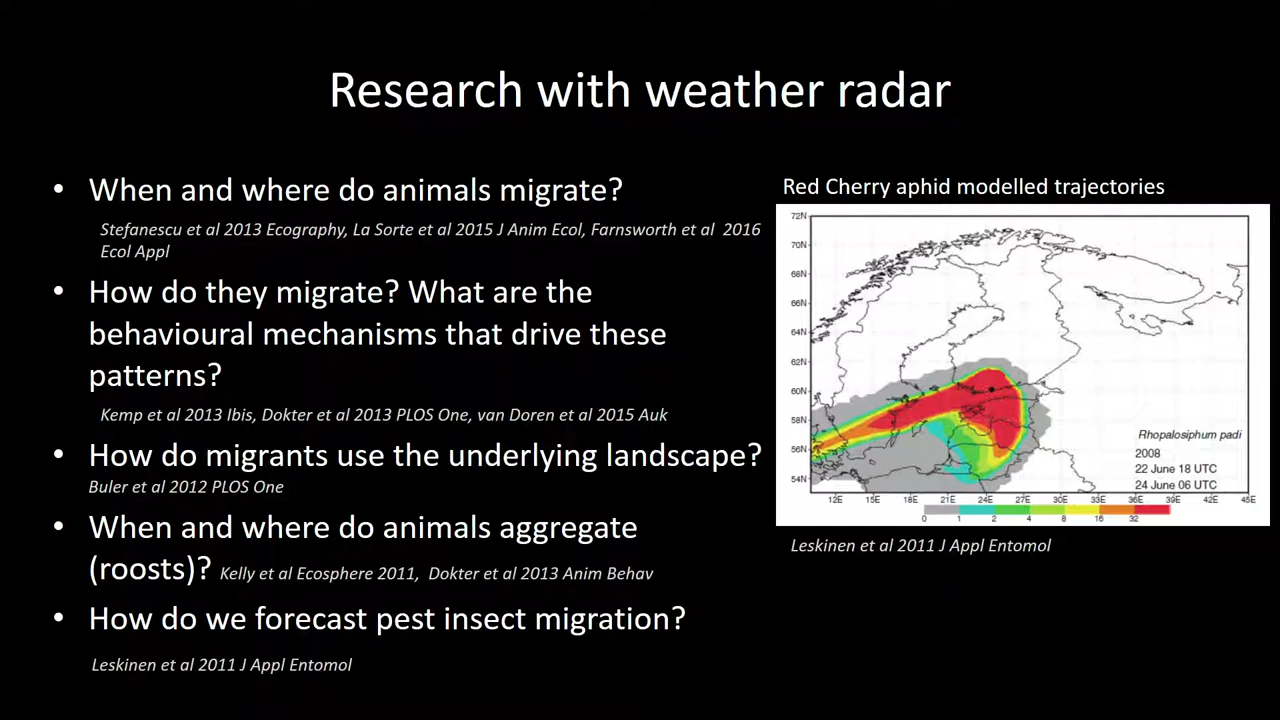 Research with weather radar
• When and where do animals migrate?
Stefanescu et al 2013 Ecography, La Sorte et al 2015 J Anim Ecol, Farnsworth et al 2016
Ecol Appl
• How do they migrate? What are the
behavioural mechanisms that drive these
patterns?
Kemp et al 2013 Ibis, Dokter et al 2013 PLOS One, van Doren et al 2015 Auk
• How do migrants use the underlying landscape?
Buler et al 2012 PLOS One
• When and where do animals aggregate
(roosts)? Kelly et al Ecosphere 2011, Dokter et al 2013 Anim Behav
• How do we forecast pest insect migration?
Leskinen et al 2011 J Appl Entomol
Red Cherry aphid modelled trajectories
72N
70N
68N
66N
64N
62N
60N
58N
56N
54N
Rhopalosiphum padi
2008
22 June 18 UTC
24 June 06 UTC
12E 15E 18E 21E 24E 27E 30E 33E 36E 39E 42E 45E
0 1 2 4 8 16 32
Leskinen et al 2011 J Appl Entomol